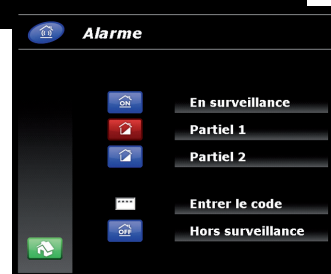 Alarme
ON
En surveillance
Partiel 1
Partiel 2
Entrer le code
OFF
Hors surveillance